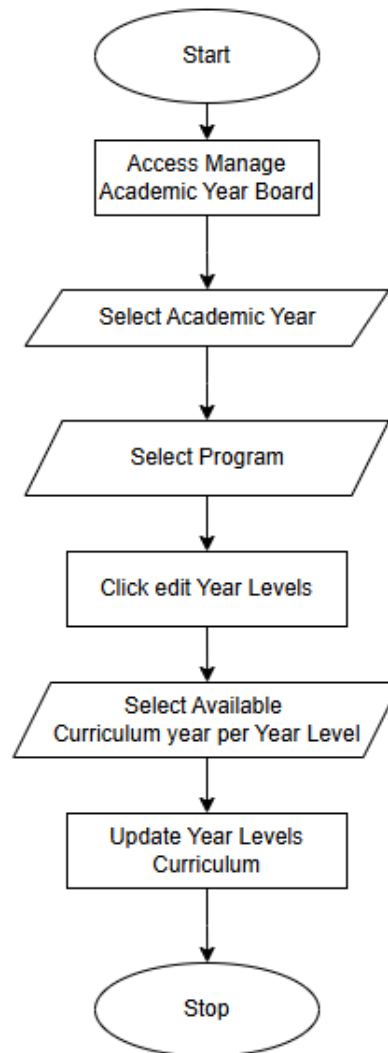 Start
Access Manage
Academic Year Board
Select Academic Year
Select Program
Click edit Year Levels
Select Available
Curriculum year per Year Level
Update Year Levels
Curriculum
Stop